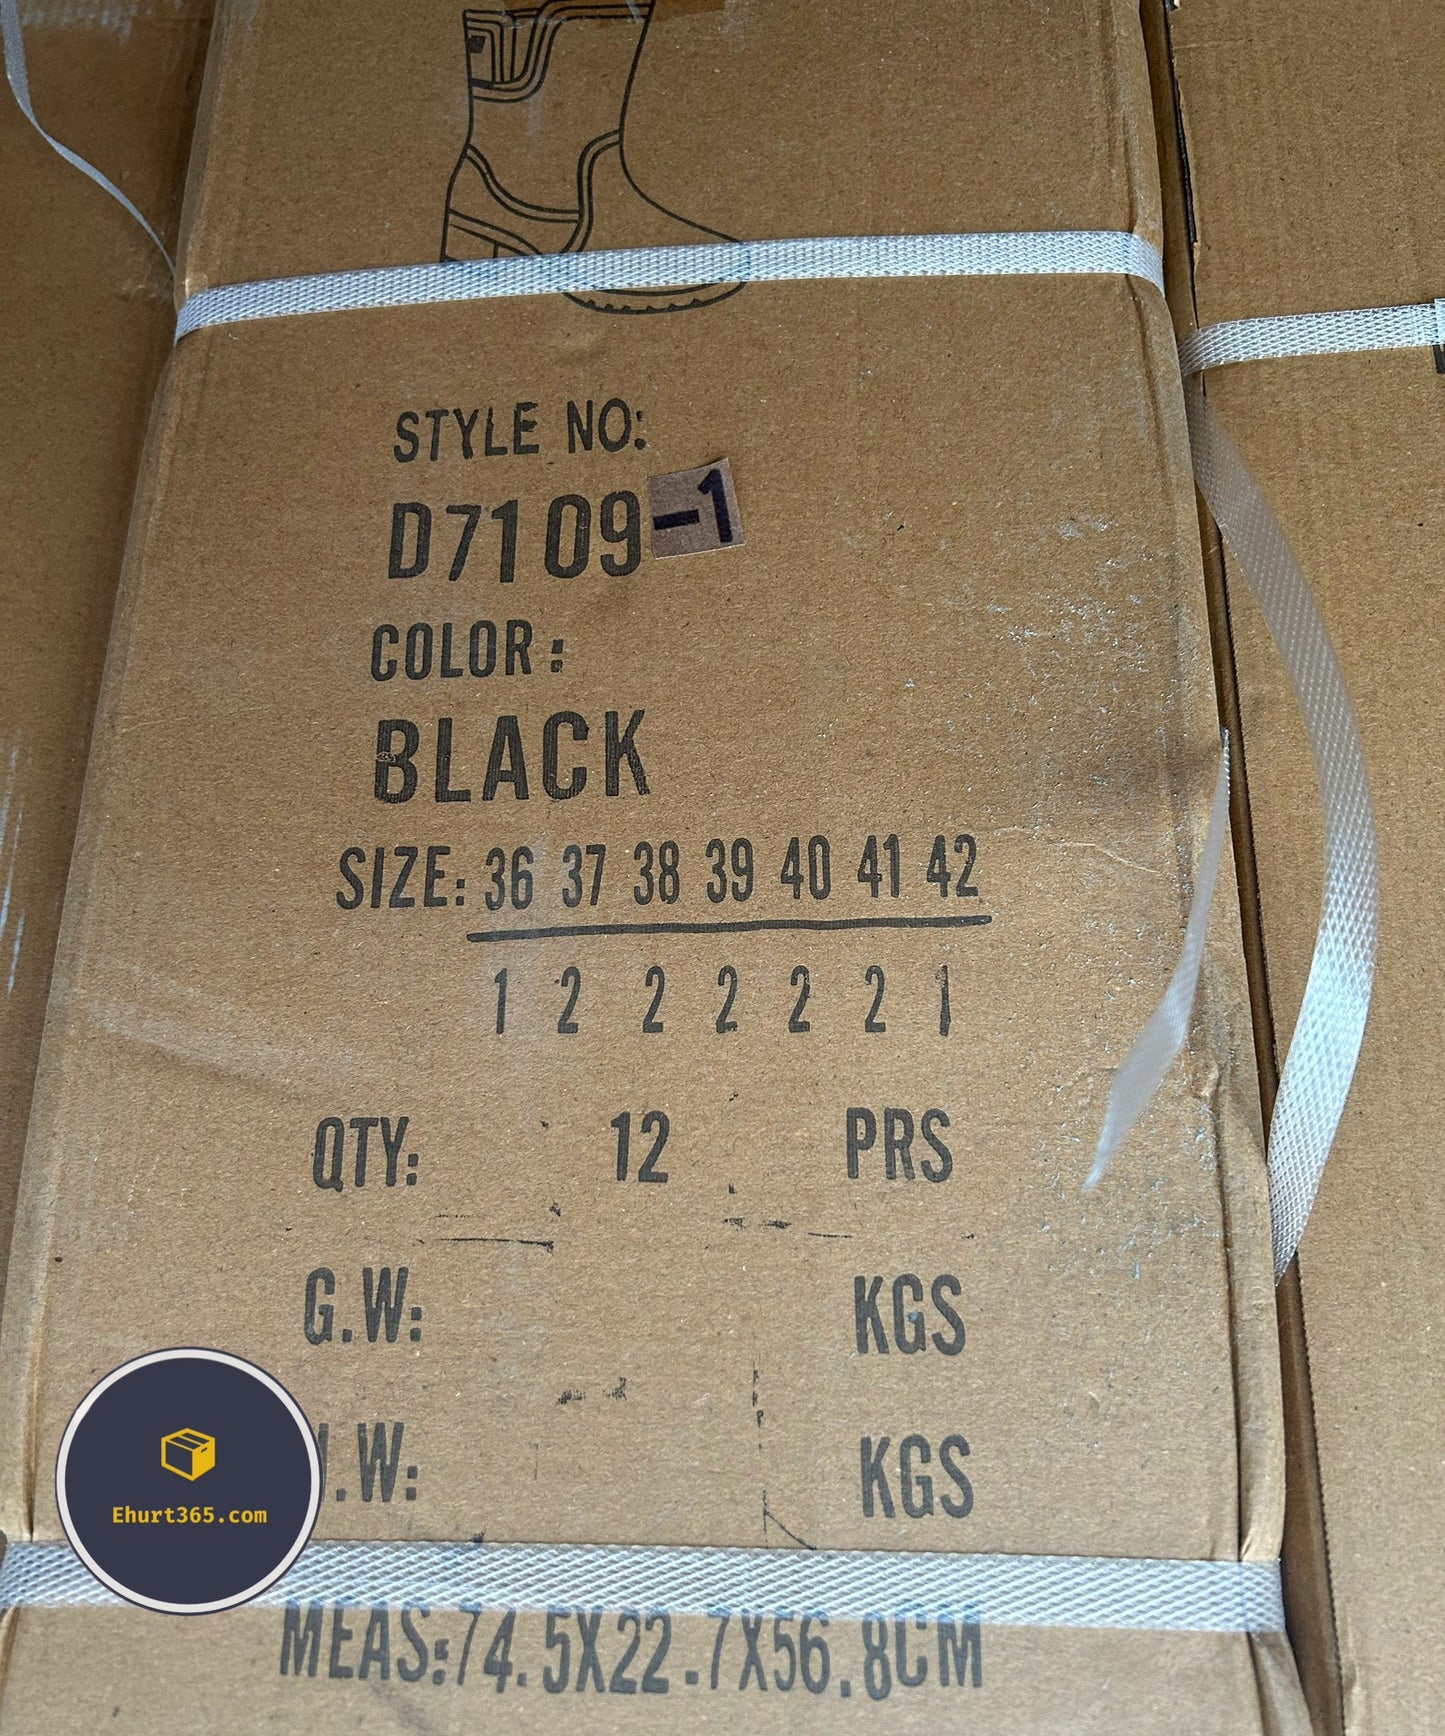 STYLE NO:
D7109-1
COLOR:
BLACK
SIZE: 36 37 38 39 40 41 42
1 2 2 2 2 2 1
QTY: 12 PRS
G.W: KGS
.W: KGS
Ehurt365.com
MEAS:74.5X22.7X56.8CM